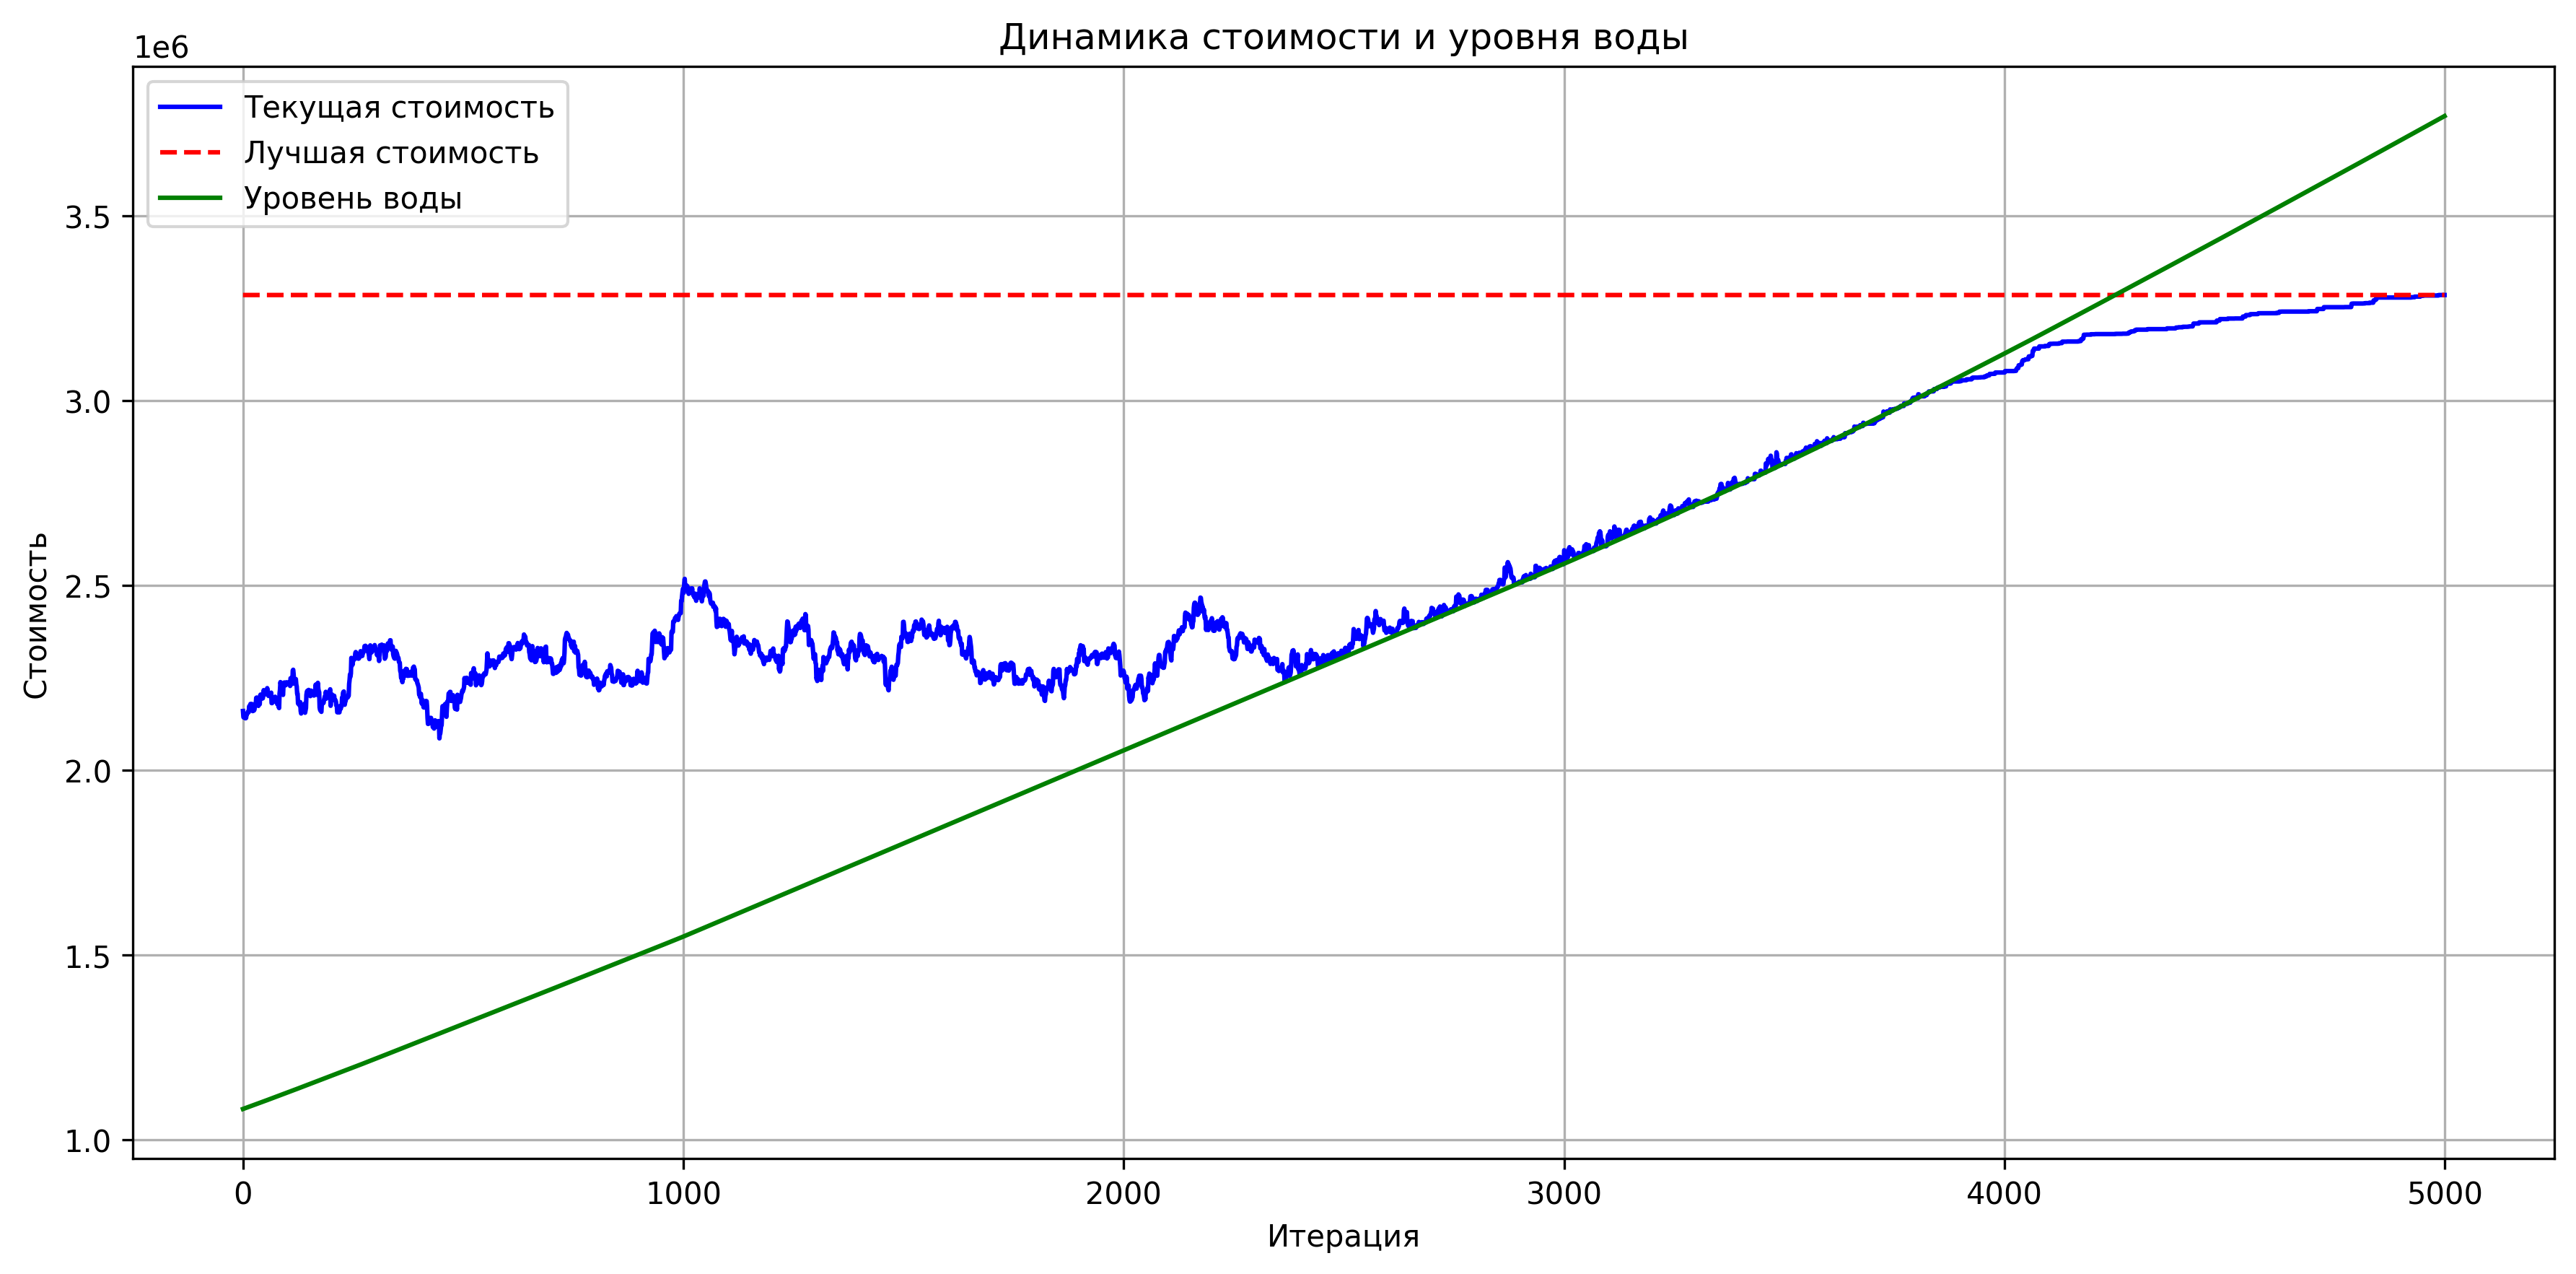 Динамика стоимости и уровня воды
1e6
Текущая стоимость
Лучшая стоимость
Уровень воды
3.5
3.0
2.5
2.0
1.5
1.0
Стоимость
0 1000 2000 3000 4000 5000
Итерация